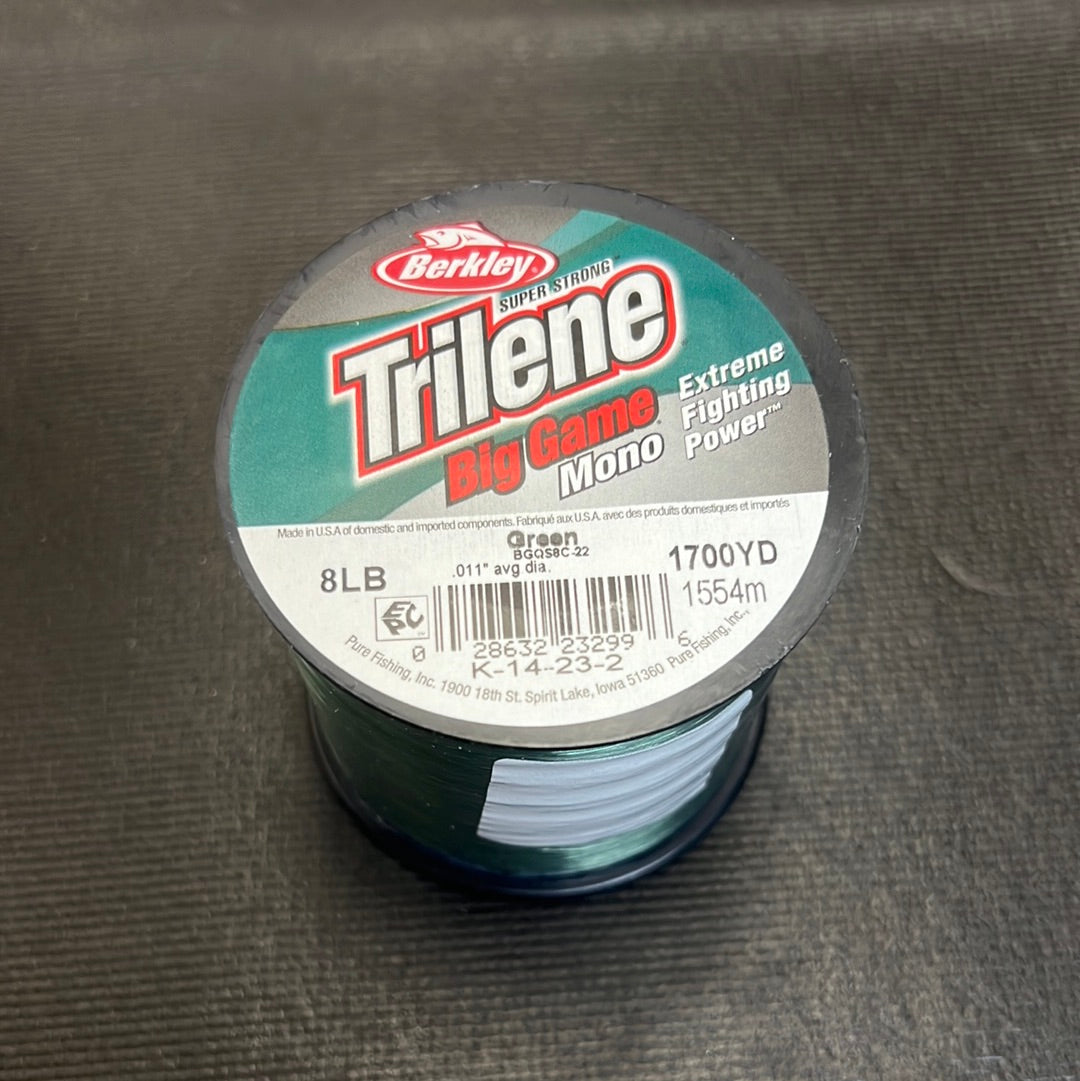 Berkley®
SUPER STRONG™
Trilene
Big Game®
Mono
Extreme
Fighting
Power™
Made in U.S.A of domestic and imported components. Fabriqué aux U.S.A. avec des produits domestiques et importés
Green
BGQS8C-22
.011" avg dia.
8LB
1700YD
1554m
EPC
0 28632 23299 6
K-14-23-2
Pure Fishing, Inc. 1900 18th St. Spirit Lake, Iowa 51360 Pure Fishing, Inc.,